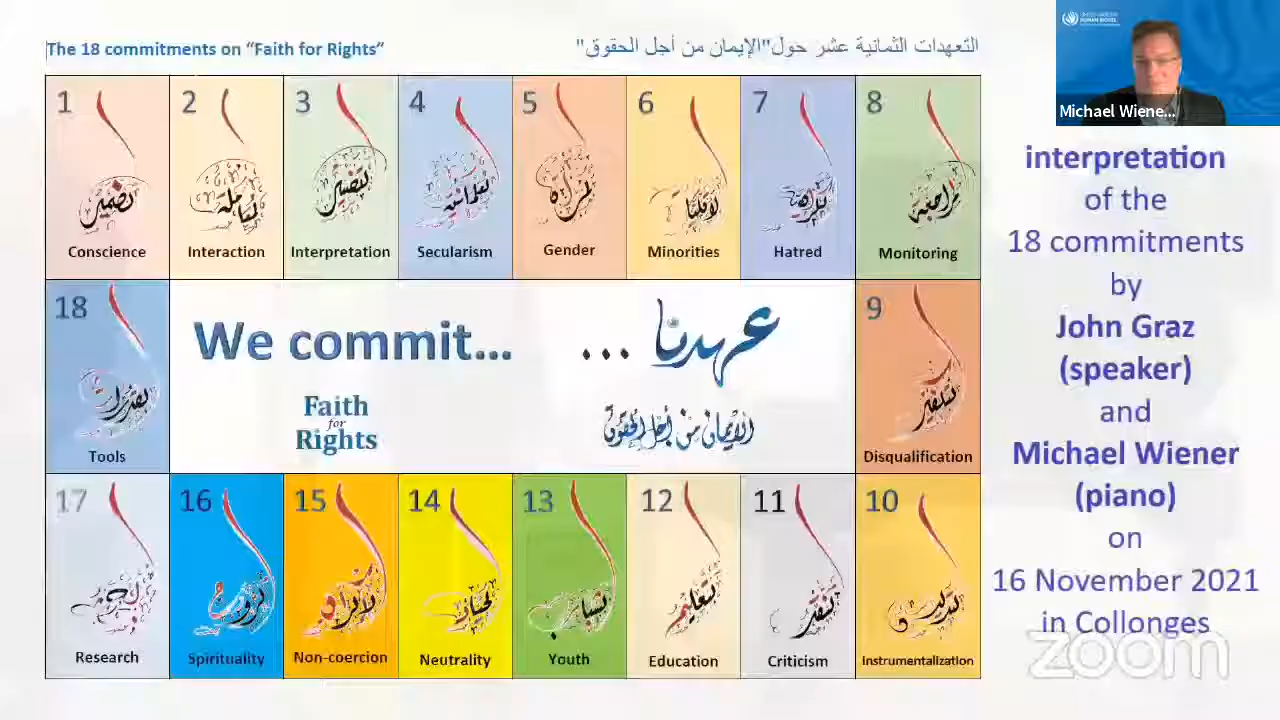 The 18 commitments on “Faith for Rights”
التعهدات الثمانية عشر حول"الإيمان من أجل الحقوق"
1
Conscience
2
Interaction
3
Interpretation
4
Secularism
5
Gender
6
Minorities
7
Hatred
8
Monitoring
18
Tools
We commit...
عهدنا ...
Faith
for
Rights
الإيمان من أجل الحقوق
9
Disqualification
17
Research
16
Spirituality
15
Non-coercion
14
Neutrality
13
Youth
12
Education
11
Criticism
10
Instrumentalization
UNITED NATIONS
HUMAN RIGHTS
Michael Wiene...
interpretation
of the
18 commitments
by
John Graz
(speaker)
and
Michael Wiener
(piano)
on
16 November 2021
in Collonges
zoom